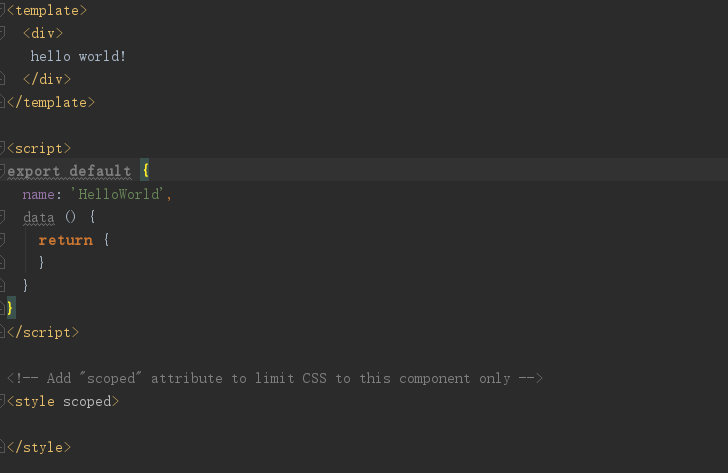 <template>
  <div>
   hello world!
  </div>
</template>

<script>
export default {
  name: 'HelloWorld',
  data () {
    return {
    }
  }
}
</script>

<!-- Add "scoped" attribute to limit CSS to this component only -->
<style scoped>

</style>